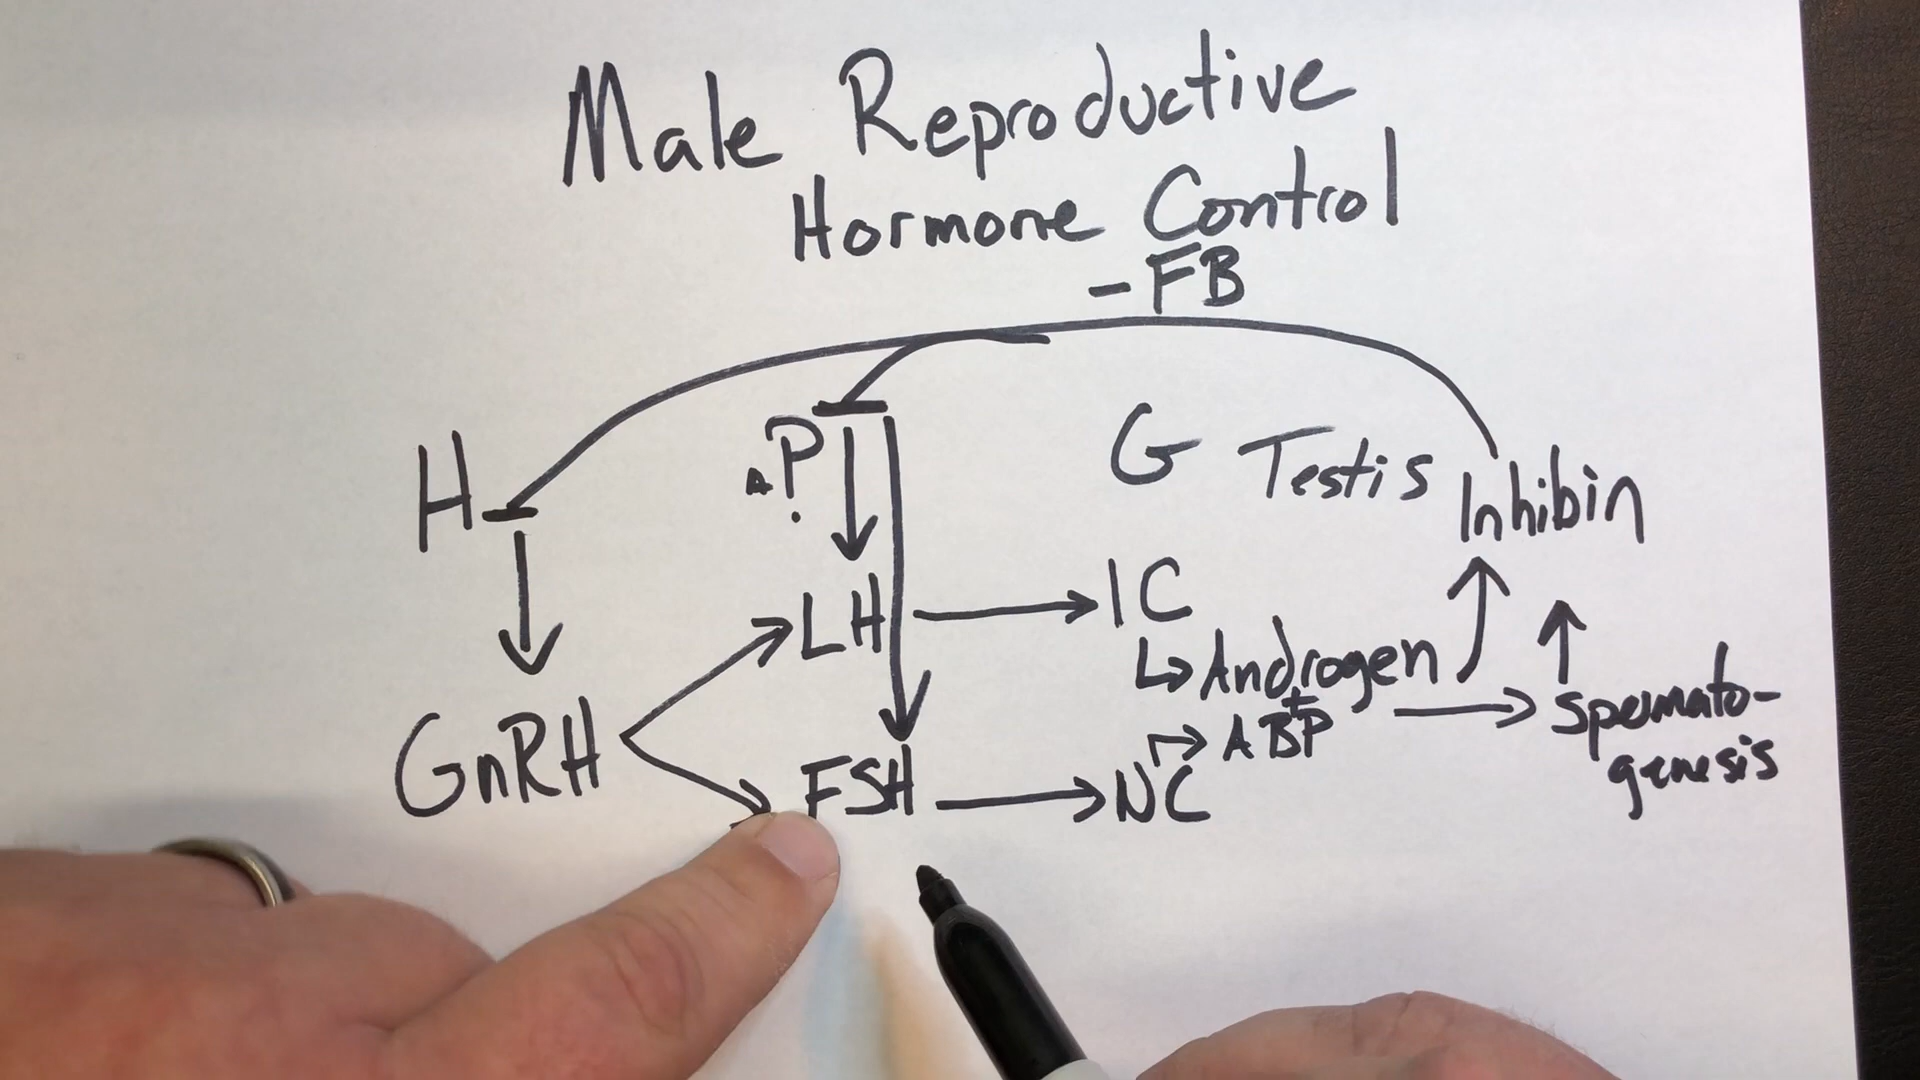 Male Reproductive
Hormone Control
- FB
H
A.P.
G Testis
Inhibin
LH
IC
Androgen
+
ABP
Spermato-
genesis
GnRH
FSH
NC